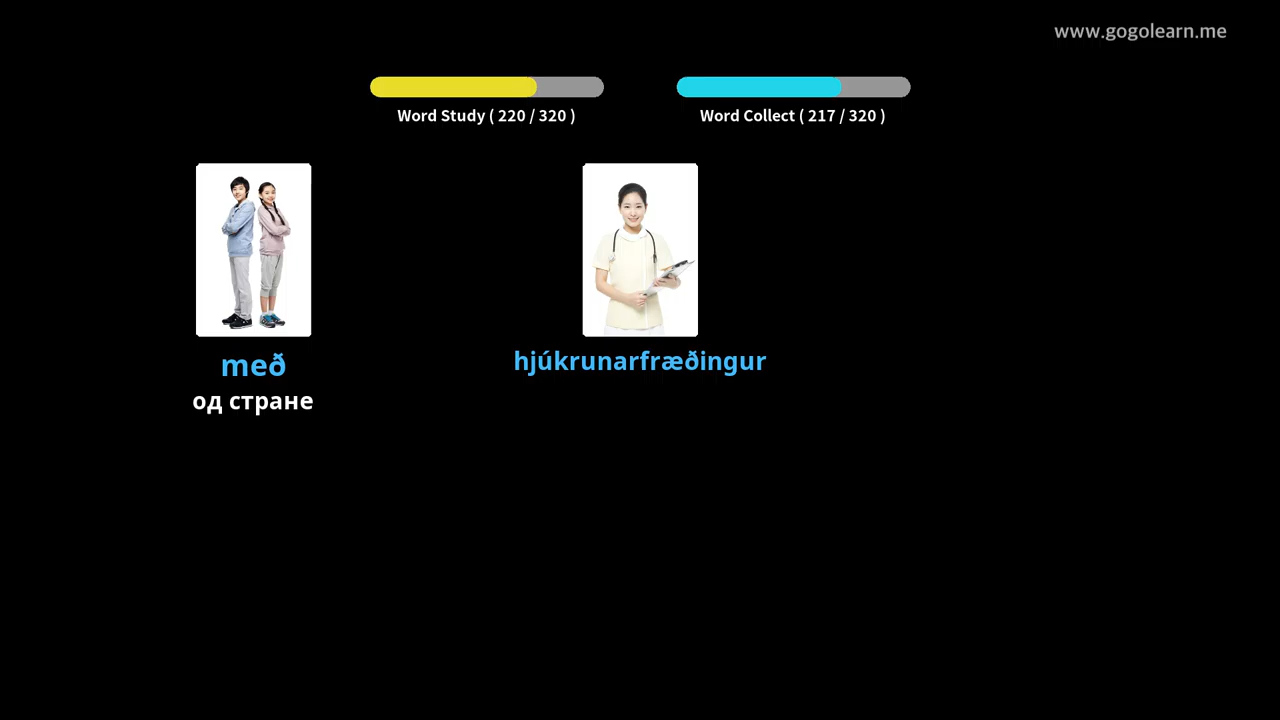 www.gogolearn.me
Word Study ( 220 / 320 )
Word Collect ( 217 / 320 )
með
од стране
hjúkrunarfræðingur